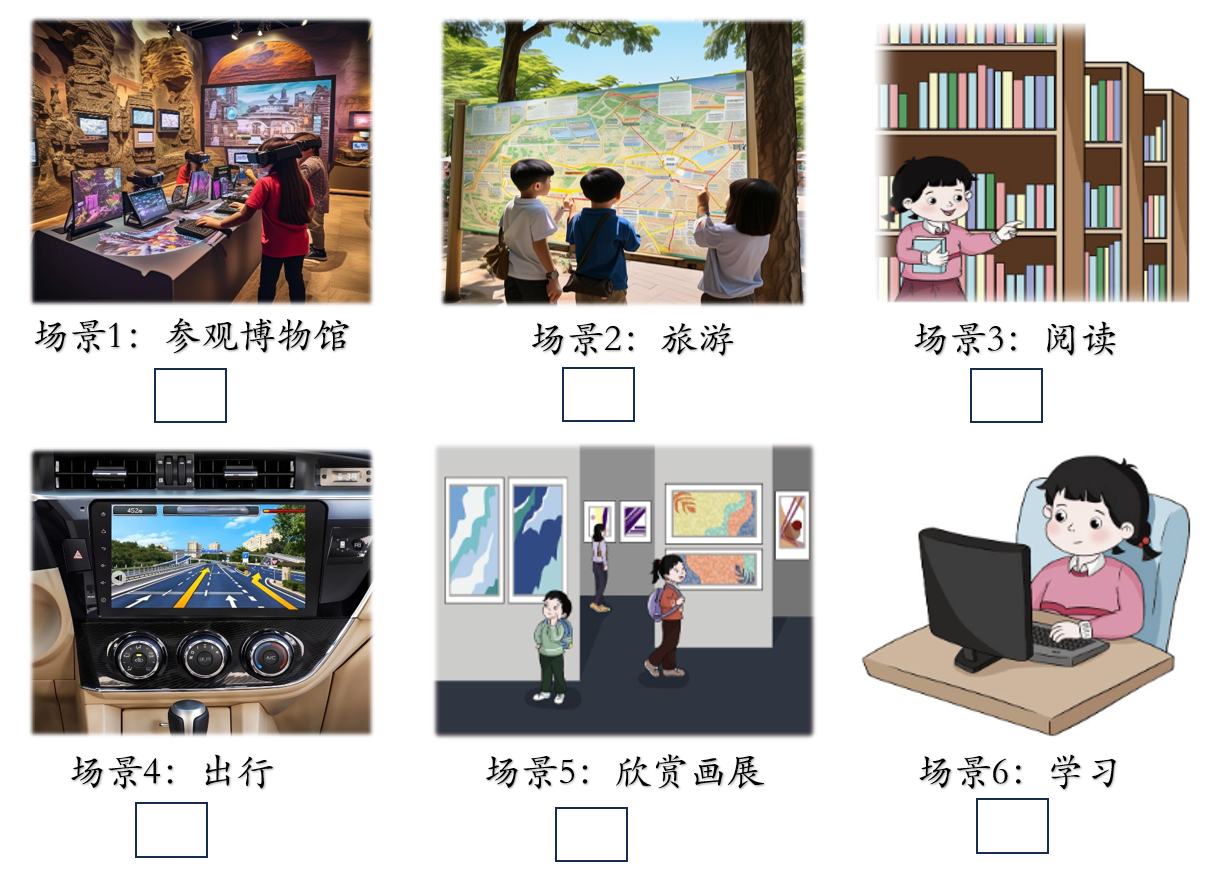 场景1：参观博物馆
场景2：旅游
场景3：阅读
452m
A/C
场景4：出行
场景5：欣赏画展
场景6：学习